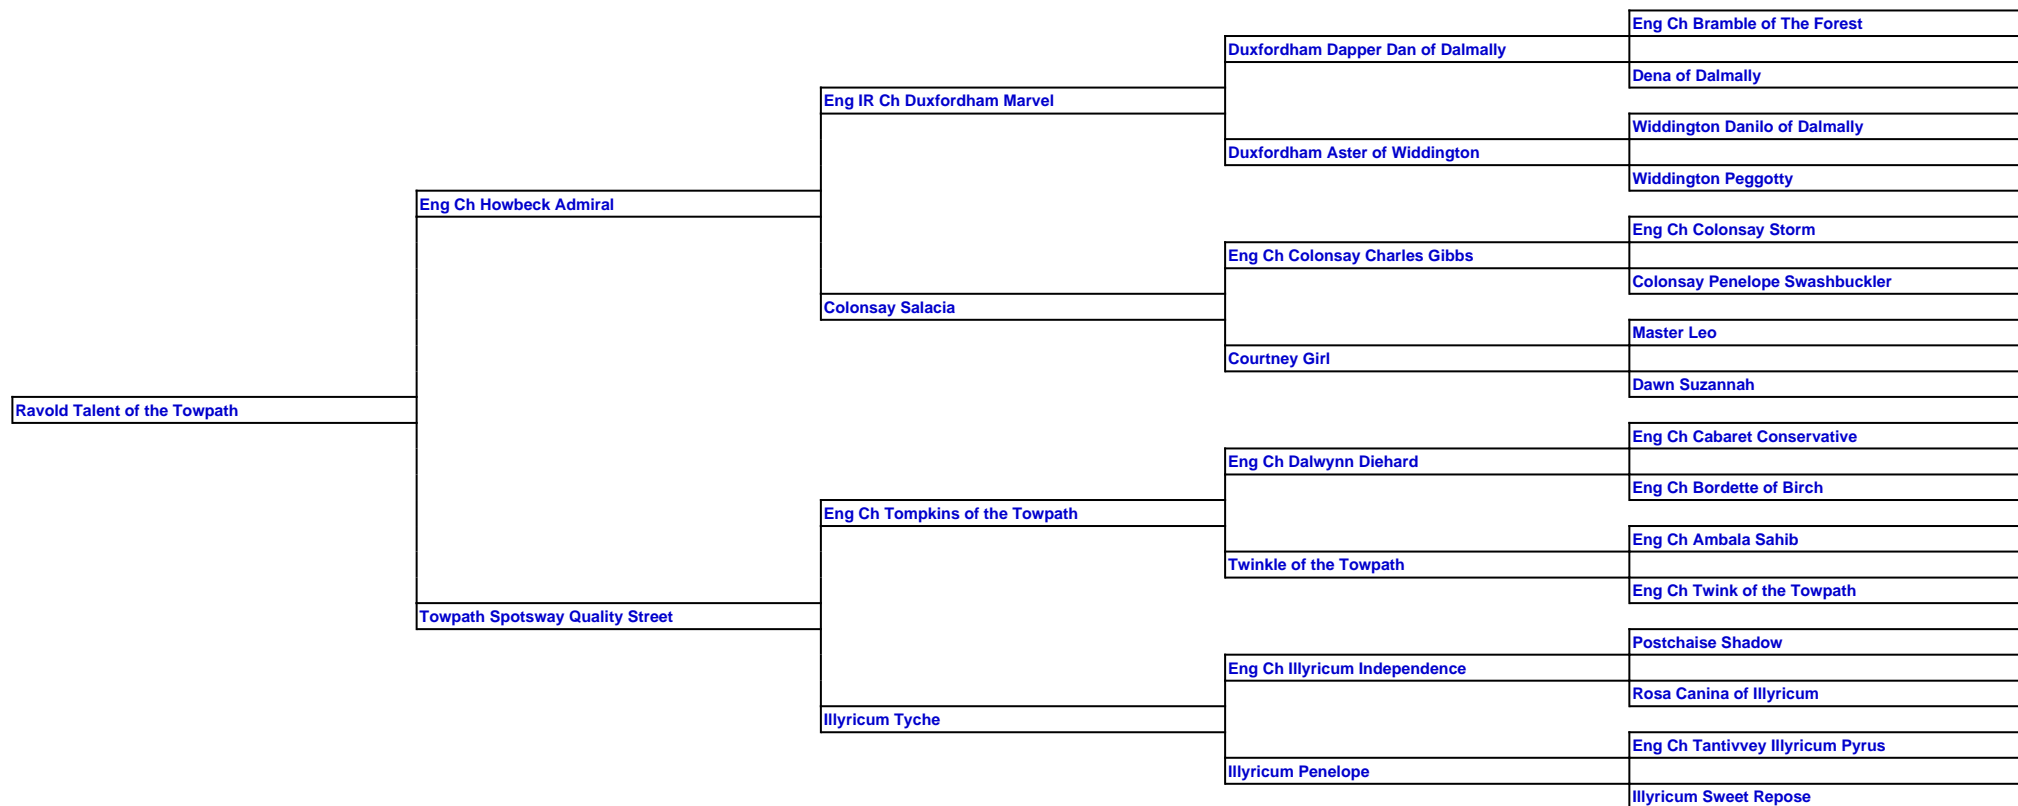 Eng Ch Bramble of The Forest
Duxfordham Dapper Dan of Dalmally
Dena of Dalmally
Eng IR Ch Duxfordham Marvel
Widdington Danilo of Dalmally
Duxfordham Aster of Widdington
Widdington Peggotty
Eng Ch Howbeck Admiral
Eng Ch Colonsay Storm
Eng Ch Colonsay Charles Gibbs
Colonsay Penelope Swashbuckler
Colonsay Salacia
Master Leo
Courtney Girl
Dawn Suzannah
Ravold Talent of the Towpath
Eng Ch Cabaret Conservative
Eng Ch Dalwynn Diehard
Eng Ch Bordette of Birch
Eng Ch Tompkins of the Towpath
Eng Ch Ambala Sahib
Twinkle of the Towpath
Eng Ch Twink of the Towpath
Towpath Spotsway Quality Street
Postchaise Shadow
Eng Ch Illyricum Independence
Rosa Canina of Illyricum
Illyricum Tyche
Eng Ch Tantivvey Illyricum Pyrus
Illyricum Penelope
Illyricum Sweet Repose